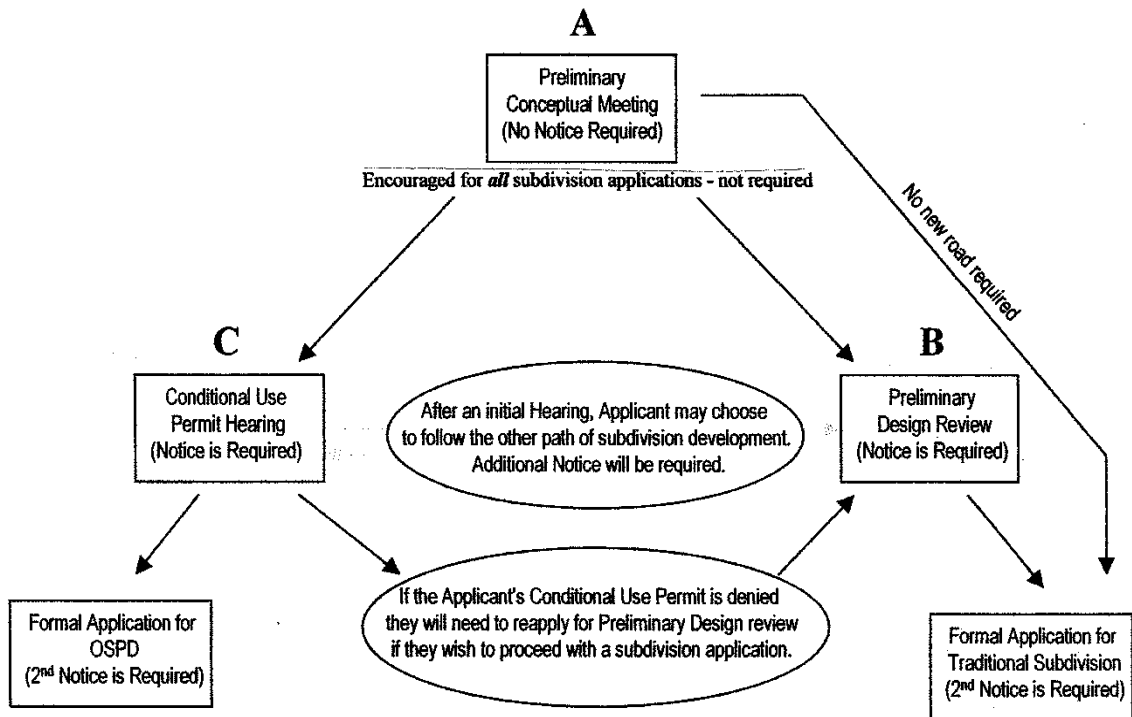 A
Preliminary
Conceptual Meeting
(No Notice Required)
Encouraged for all subdivision applications - not required
No new road required
C
Conditional Use
Permit Hearing
(Notice is Required)
After an initial Hearing, Applicant may choose
to follow the other path of subdivision development.
Additional Notice will be required.
B
Preliminary
Design Review
(Notice is Required)
Formal Application for
OSPD
(2nd Notice is Required)
If the Applicant's Conditional Use Permit is denied
they will need to reapply for Preliminary Design review
if they wish to proceed with a subdivision application.
Formal Application for
Traditional Subdivision
(2nd Notice is Required)